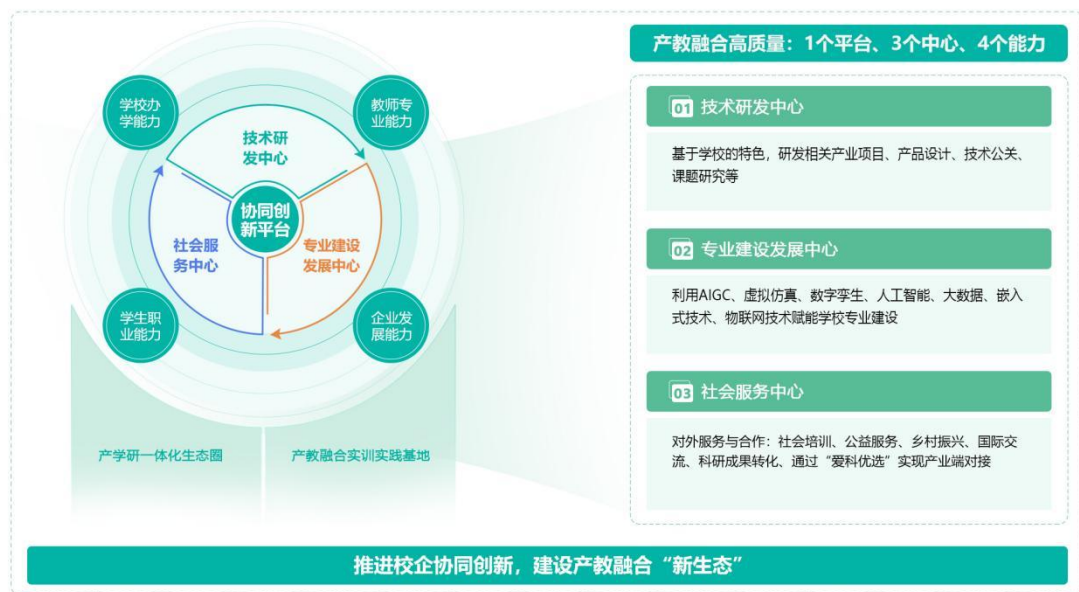 产教融合高质量：1个平台、3个中心、4个能力
学校办
学能力
教师专
业能力
技术研
发中心
协同创
新平台
社会服
务中心
专业建设
发展中心
学生职
业能力
企业发
展能力
产学研一体化生态圈
产教融合实训实践基地
01 技术研发中心
基于学校的特色，研发相关产业项目、产品设计、技术公关、
课题研究等
02 专业建设发展中心
利用AIGC、虚拟仿真、数字孪生、人工智能、大数据、嵌入
式技术、物联网技术赋能学校专业建设
03 社会服务中心
对外服务与合作：社会培训、公益服务、乡村振兴、国际交
流、科研成果转化、通过“爱科优选”实现产业端对接
推进校企协同创新，建设产教融合“新生态”